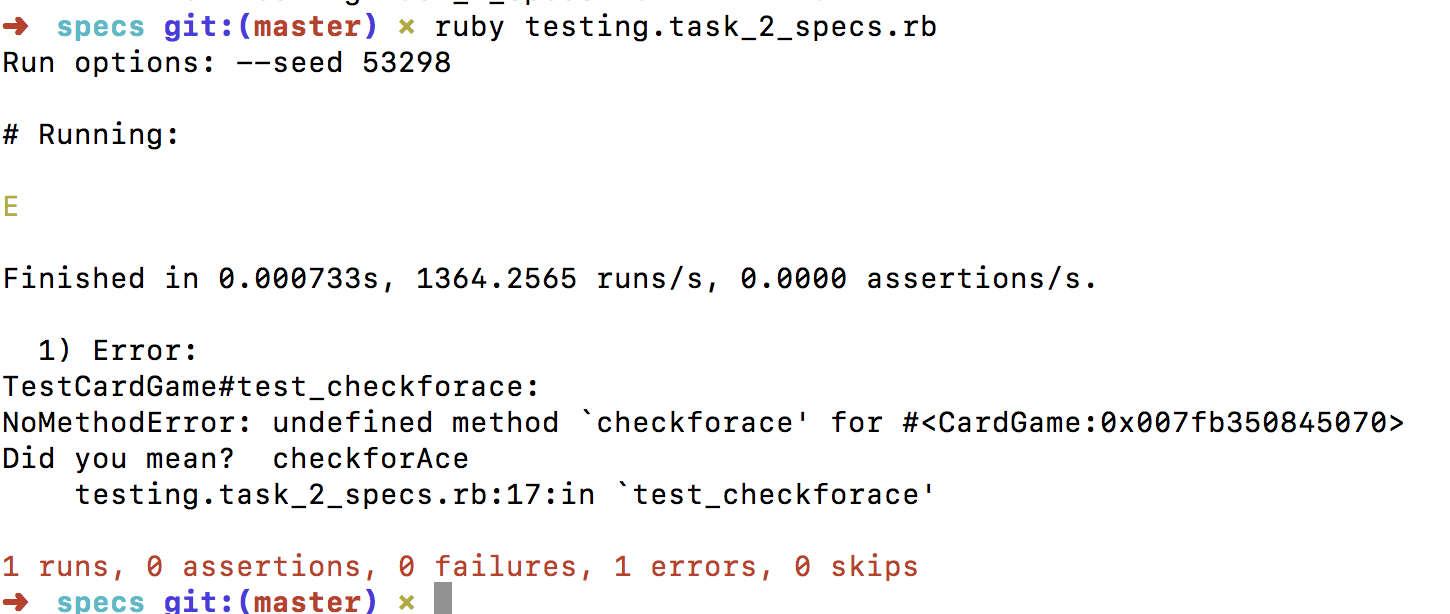 ➜ specs git:(master) × ruby testing.task_2_specs.rb
Run options: --seed 53298
# Running:
E
Finished in 0.000733s, 1364.2565 runs/s, 0.0000 assertions/s.
1) Error:
TestCardGame#test_checkforace:
NoMethodError: undefined method `checkforace' for #<CardGame:0x007fb350845070>
Did you mean?  checkforAce
testing.task_2_specs.rb:17:in `test_checkforace'
1 runs, 0 assertions, 0 failures, 1 errors, 0 skips
➜ specs git:(master) ×